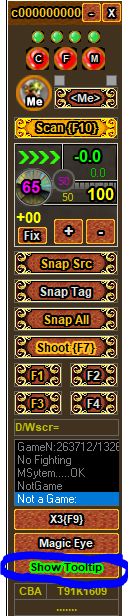 c000000000 - X
C F M
Me <Me>
Scan {F10}
-0.0
0.0
65 50
50 100
+00
Fix + -
Snap Src
Snap Tag
Snap All
Shoot {F7}
F1 F2
F3 F4
D/Wscr=
GameN:263712/1326
No Fighting
MSytem.....OK
NotGame
Not a Game:
X3{F9}
Magic Eye
Show Tooltip
CBA T91K1609
.......